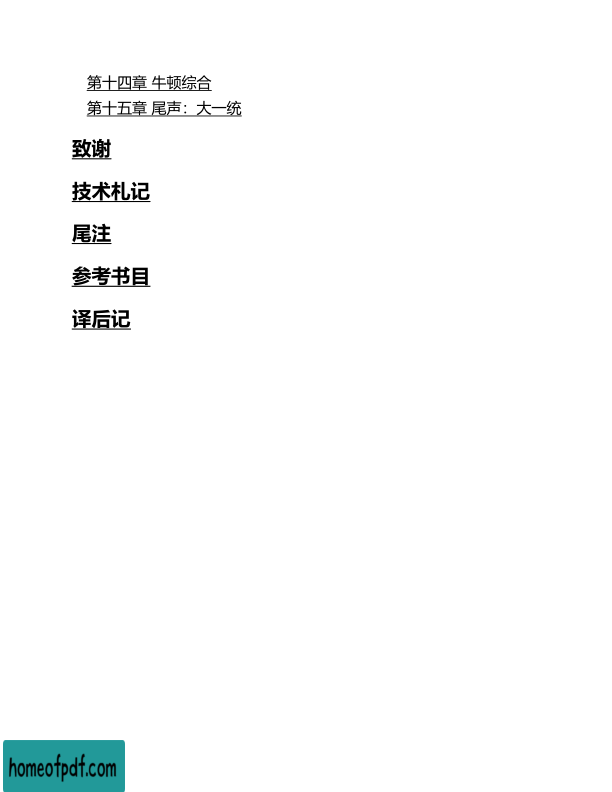 第十四章 牛顿综合
第十五章 尾声：大一统
致谢
技术札记
尾注
参考书目
译后记
homeofpdf.com